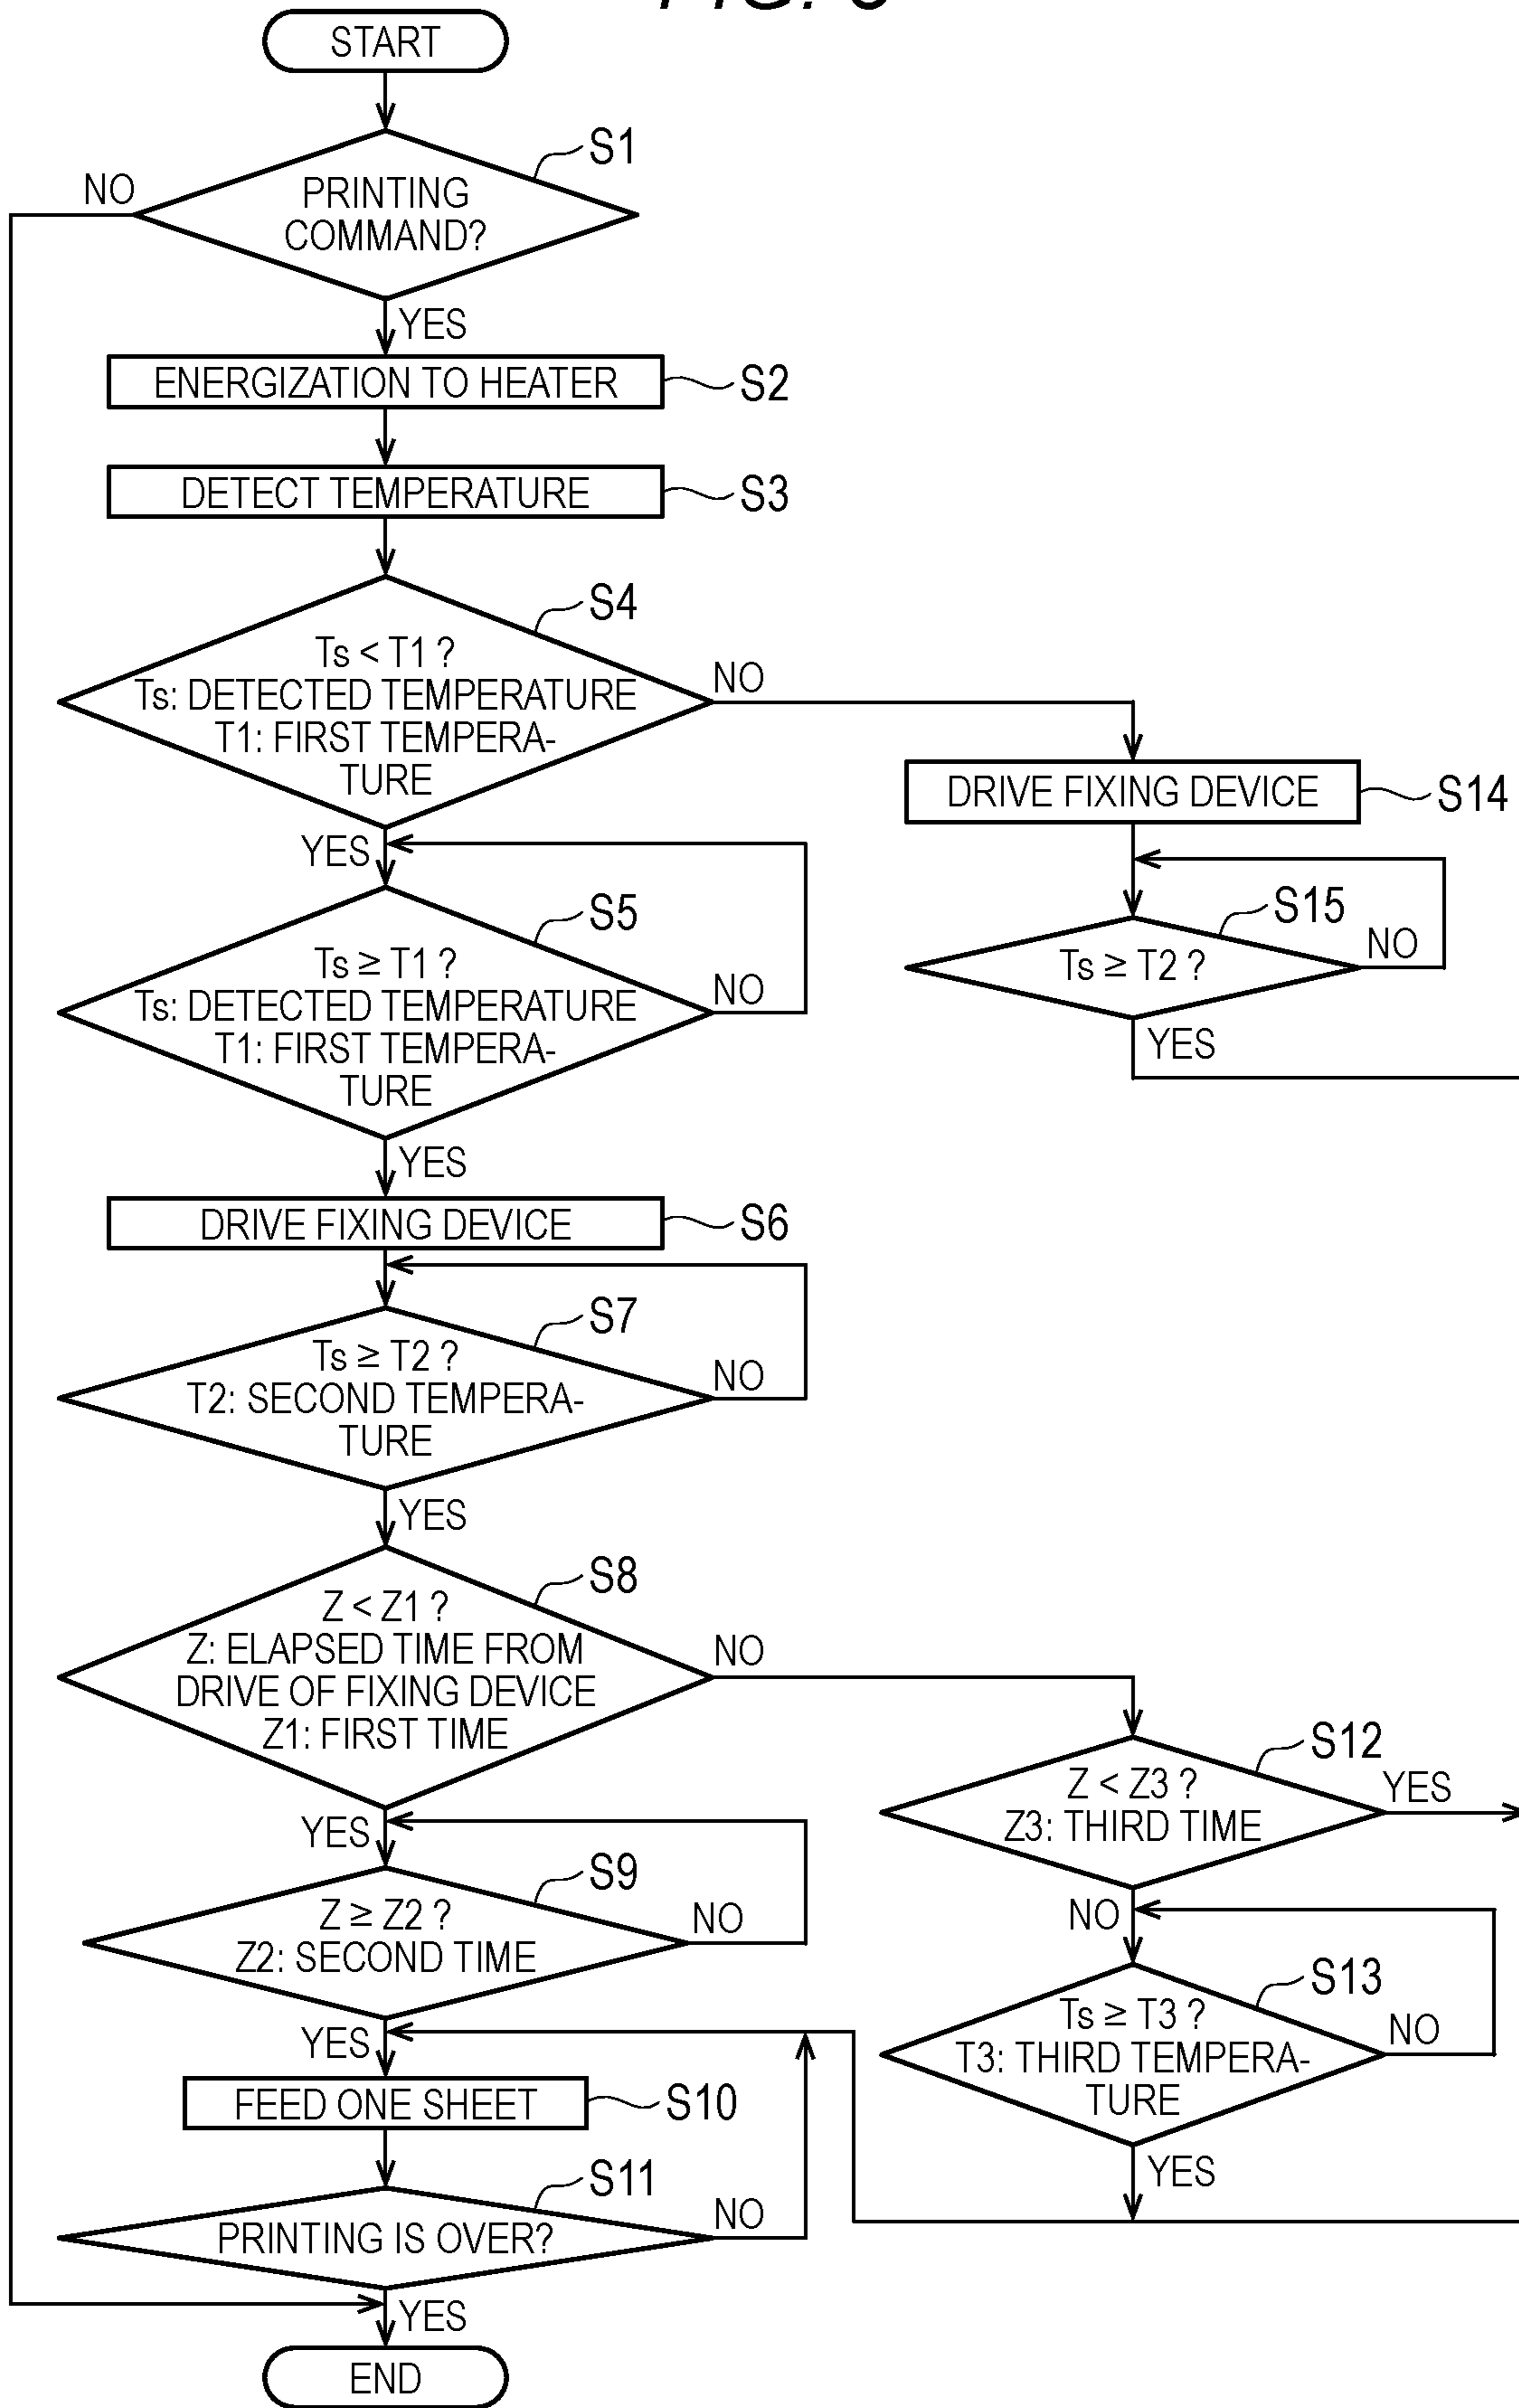 START
S1
NO
PRINTING
COMMAND?
YES
ENERGIZATION TO HEATER
S2
DETECT TEMPERATURE
S3
S4
Ts < T1 ?
Ts: DETECTED TEMPERATURE
T1: FIRST TEMPERA-
TURE
NO
YES
DRIVE FIXING DEVICE
S14
S15
Ts ≥ T2 ?
NO
YES
S5
Ts ≥ T1 ?
Ts: DETECTED TEMPERATURE
T1: FIRST TEMPERA-
TURE
NO
YES
DRIVE FIXING DEVICE
S6
S7
Ts ≥ T2 ?
T2: SECOND TEMPERA-
TURE
NO
YES
S8
Z < Z1 ?
Z: ELAPSED TIME FROM
DRIVE OF FIXING DEVICE
Z1: FIRST TIME
NO
YES
S12
Z < Z3 ?
Z3: THIRD TIME
YES
NO
S9
Z ≥ Z2 ?
Z2: SECOND TIME
NO
YES
S13
Ts ≥ T3 ?
T3: THIRD TEMPERA-
TURE
NO
YES
FEED ONE SHEET
S10
S11
PRINTING IS OVER?
NO
YES
END